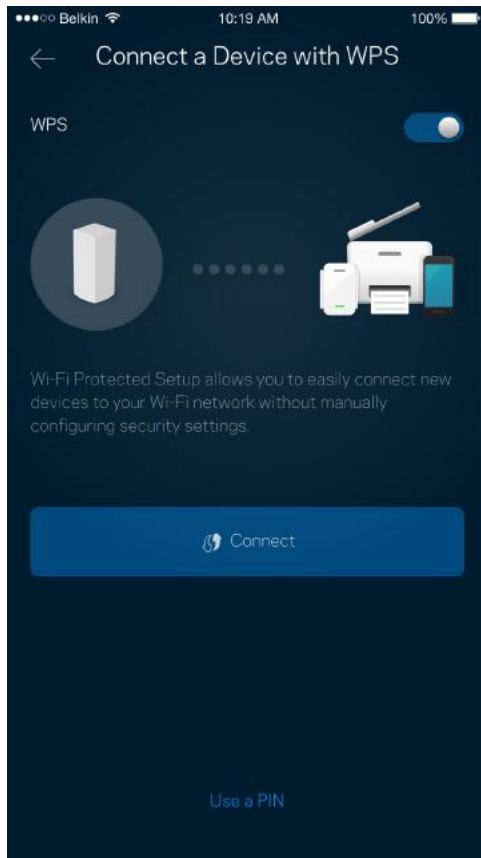 Belkin 10:19 AM 100%
Connect a Device with WPS
WPS
Wi-Fi Protected Setup allows you to easily connect new
devices to your Wi-Fi network without manually
configuring security settings.
Connect
Use a PIN